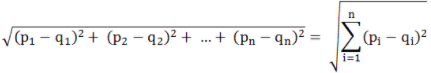 √(p₁ − q₁)² + (p₂ − q₂)² + … + (pₙ − qₙ)² = √∑ᵢ₌₁ⁿ(pᵢ − qᵢ)²